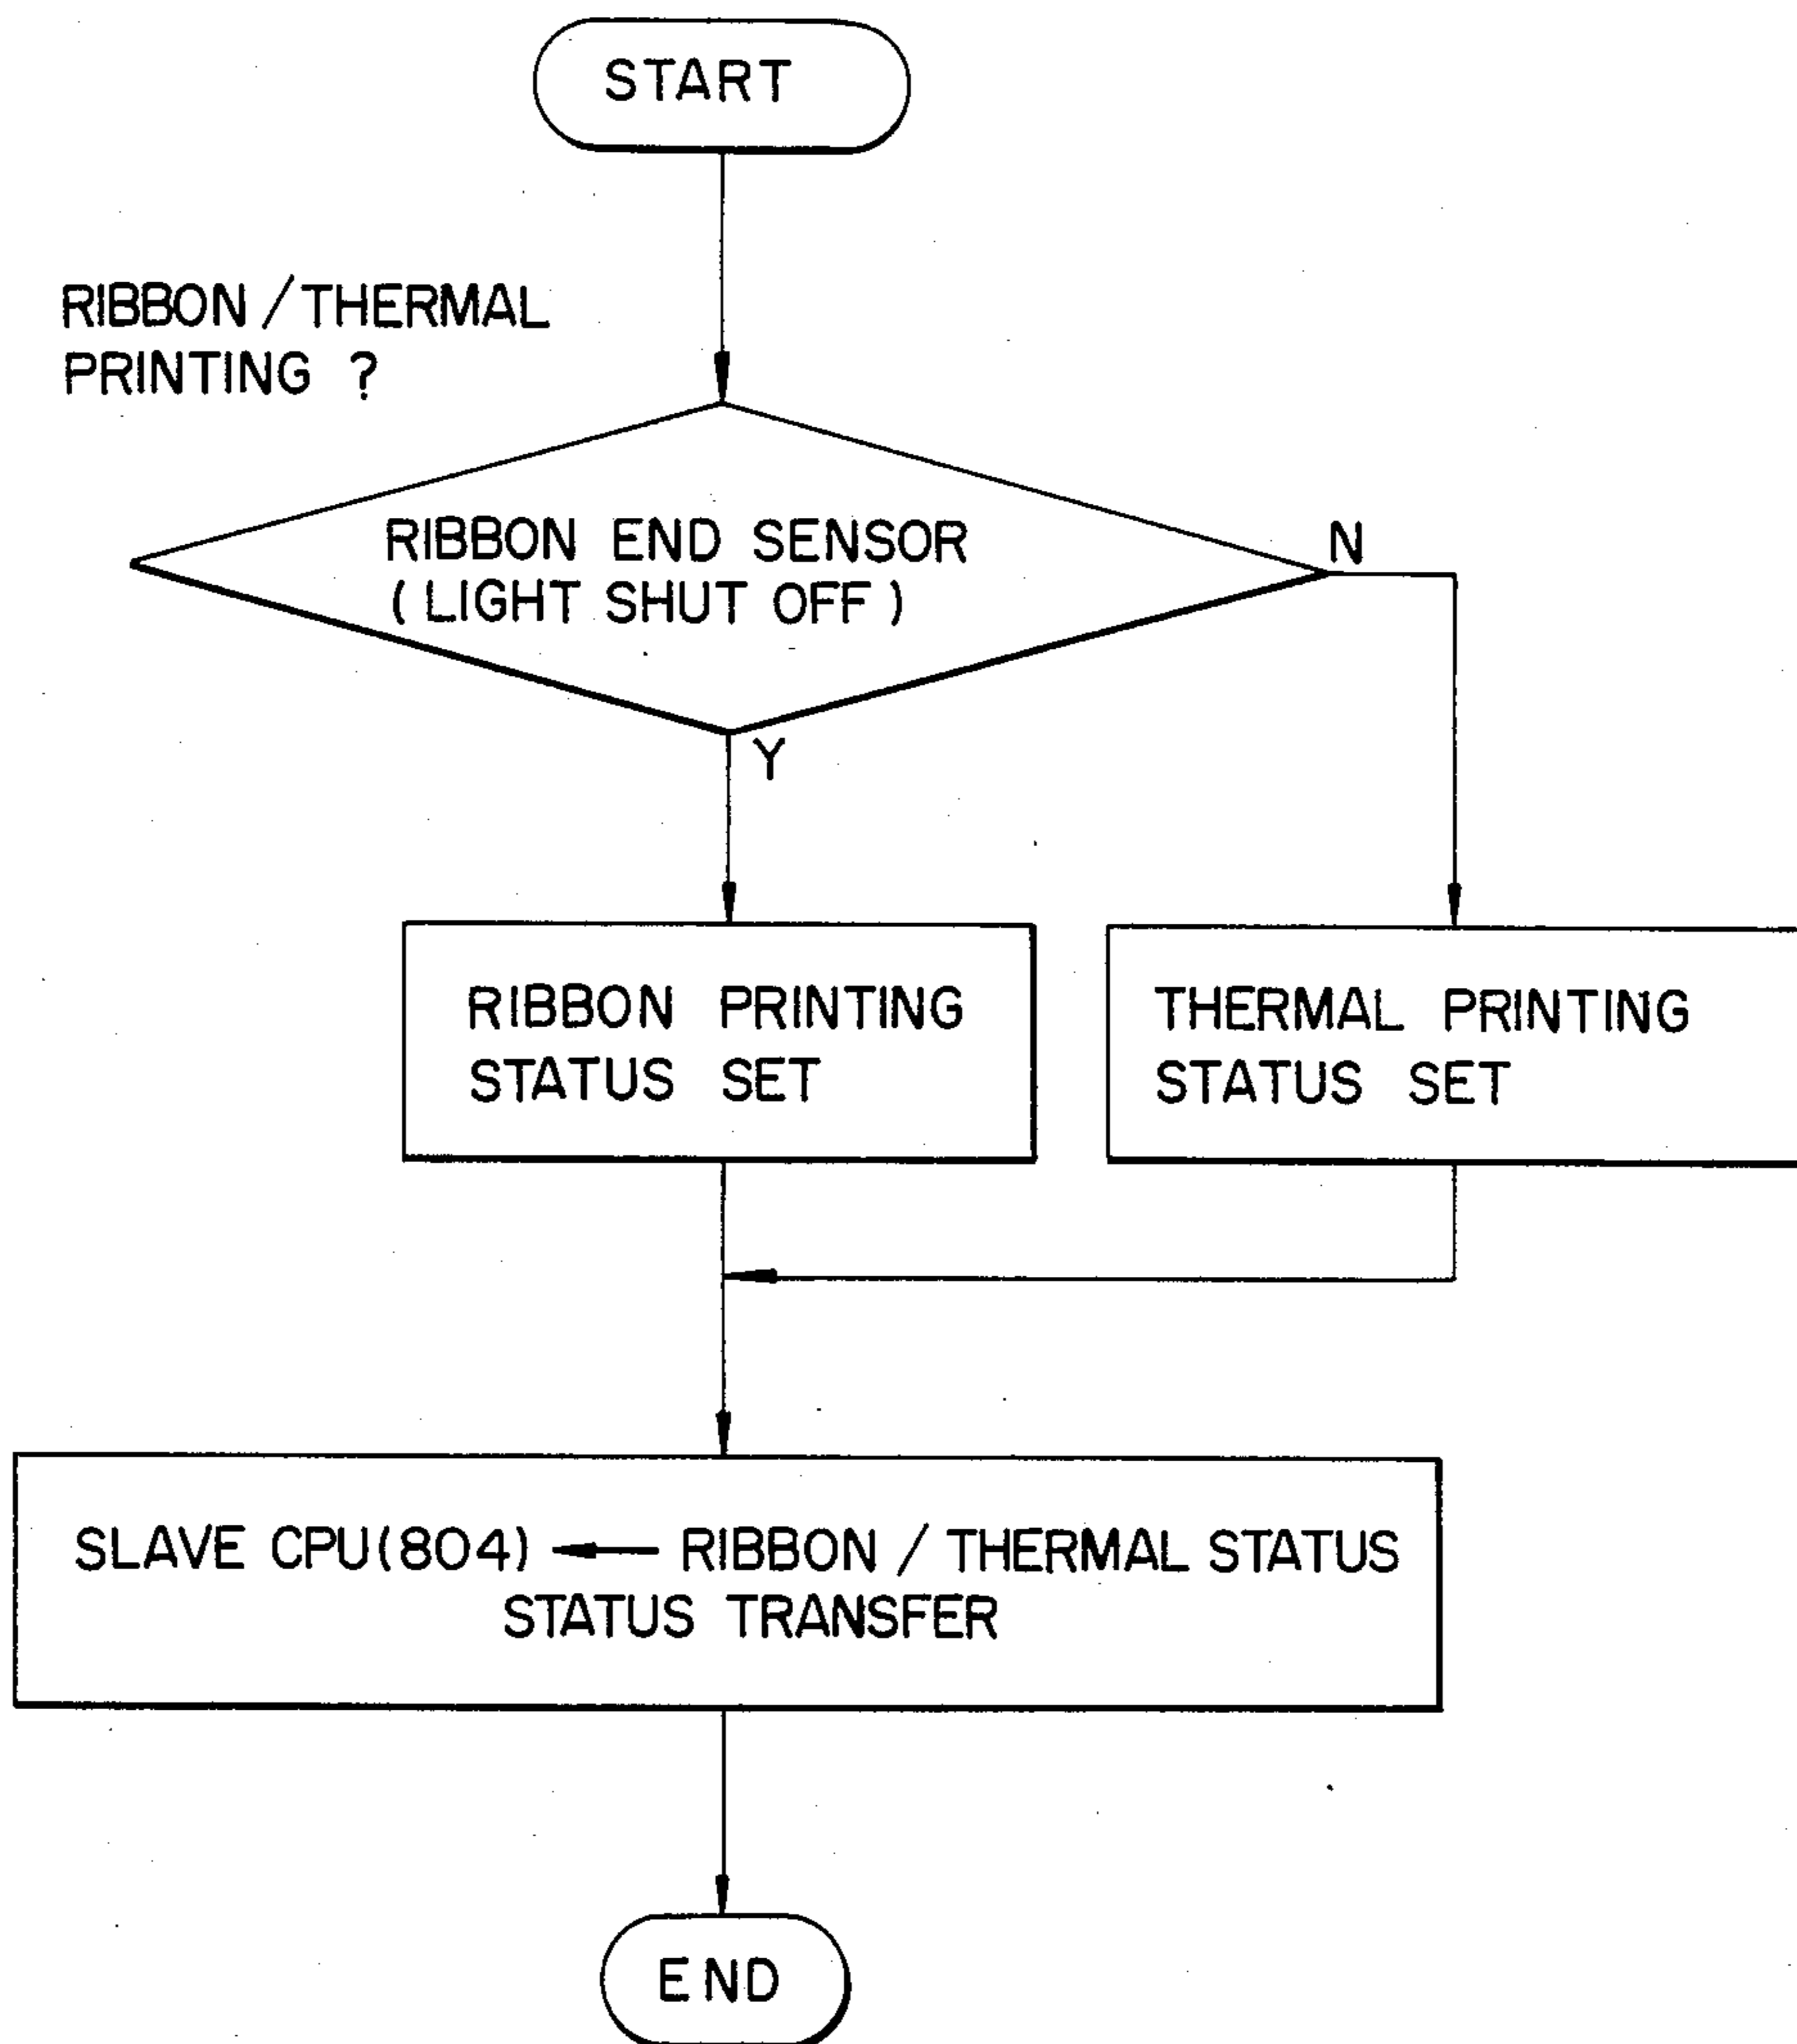 START
RIBBON / THERMAL
PRINTING ?
RIBBON END SENSOR
( LIGHT SHUT OFF )
N
Y
RIBBON PRINTING
STATUS SET
THERMAL PRINTING
STATUS SET
SLAVE CPU(804) ← RIBBON / THERMAL STATUS
STATUS TRANSFER
END